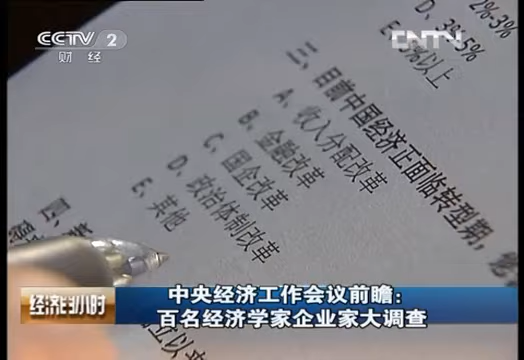 CCTV 2
财经
CNTV
2%-3%
D、3%-5%
E、5%以上
三、目前中国经济正面临转型期，
A、收入分配改革
B、金融改革
C、国企改革
D、政治体制改革
E、其他
四、
经济半小时
中央经济工作会议前瞻：
百名经济学家企业家大调查